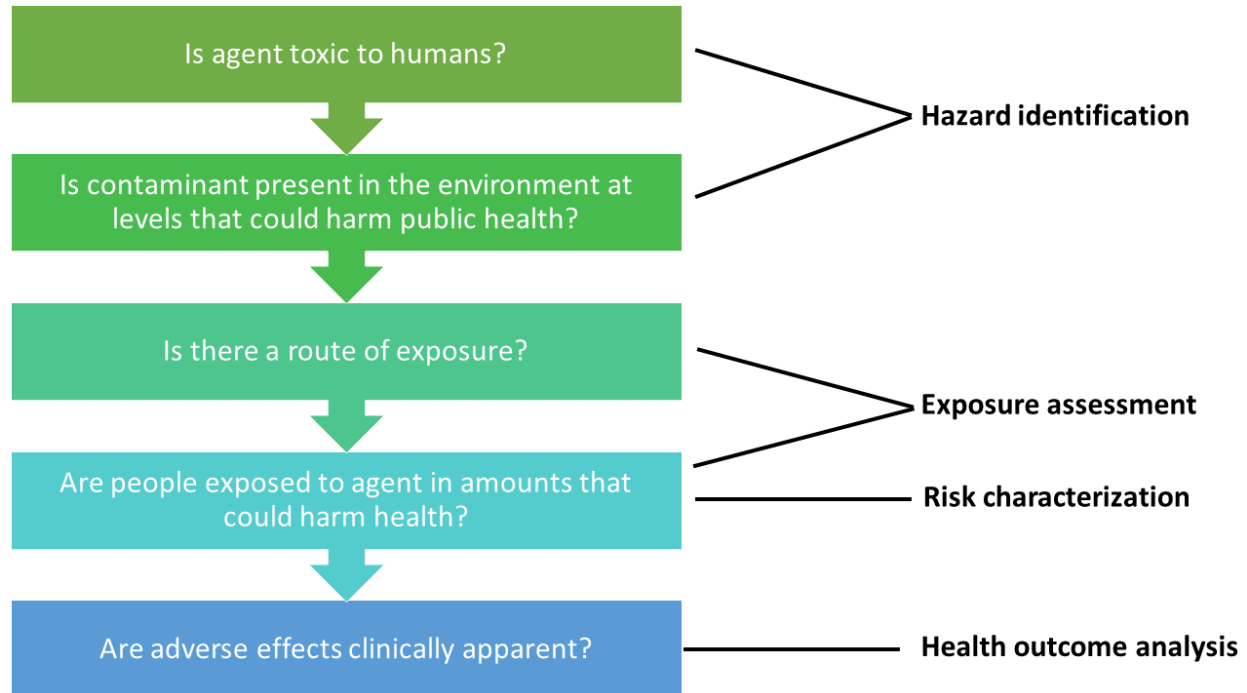 Is agent toxic to humans?
Hazard identification
Is contaminant present in the environment at
levels that could harm public health?
Is there a route of exposure?
Exposure assessment
Are people exposed to agent in amounts that
could harm health?
Risk characterization
Are adverse effects clinically apparent?
Health outcome analysis